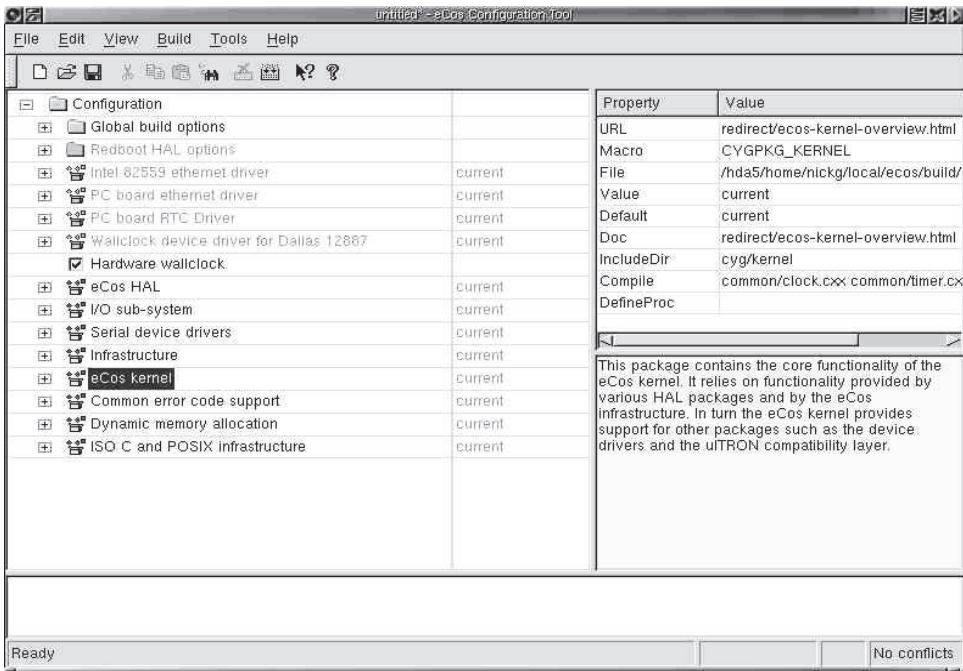 untitled* - eCos Configuration Tool
File Edit View Build Tools Help
Configuration
Global build options
Redboot HAL options
Intel 82559 ethernet driver current
PC board ethernet driver current
PC board RTC Driver current
Wallclock device driver for Dallas 12887 current
Hardware wallclock
eCos HAL current
I/O sub-system current
Serial device drivers current
Infrastructure current
eCos kernel current
Common error code support current
Dynamic memory allocation current
ISO C and POSIX infrastructure current
Property Value
URL redirect/ecos-kernel-overview.html
Macro CYGPKG_KERNEL
File /hda5/home/nickg/local/ecos/build/
Value current
Default current
Doc redirect/ecos-kernel-overview.html
IncludeDir cyg/kernel
Compile common/clock.cxx common/timer.cx
DefineProc
This package contains the core functionality of the
eCos kernel. It relies on functionality provided by
various HAL packages and by the eCos
infrastructure. In turn the eCos kernel provides
support for other packages such as the device
drivers and the uITRON compatibility layer.
Ready No conflicts